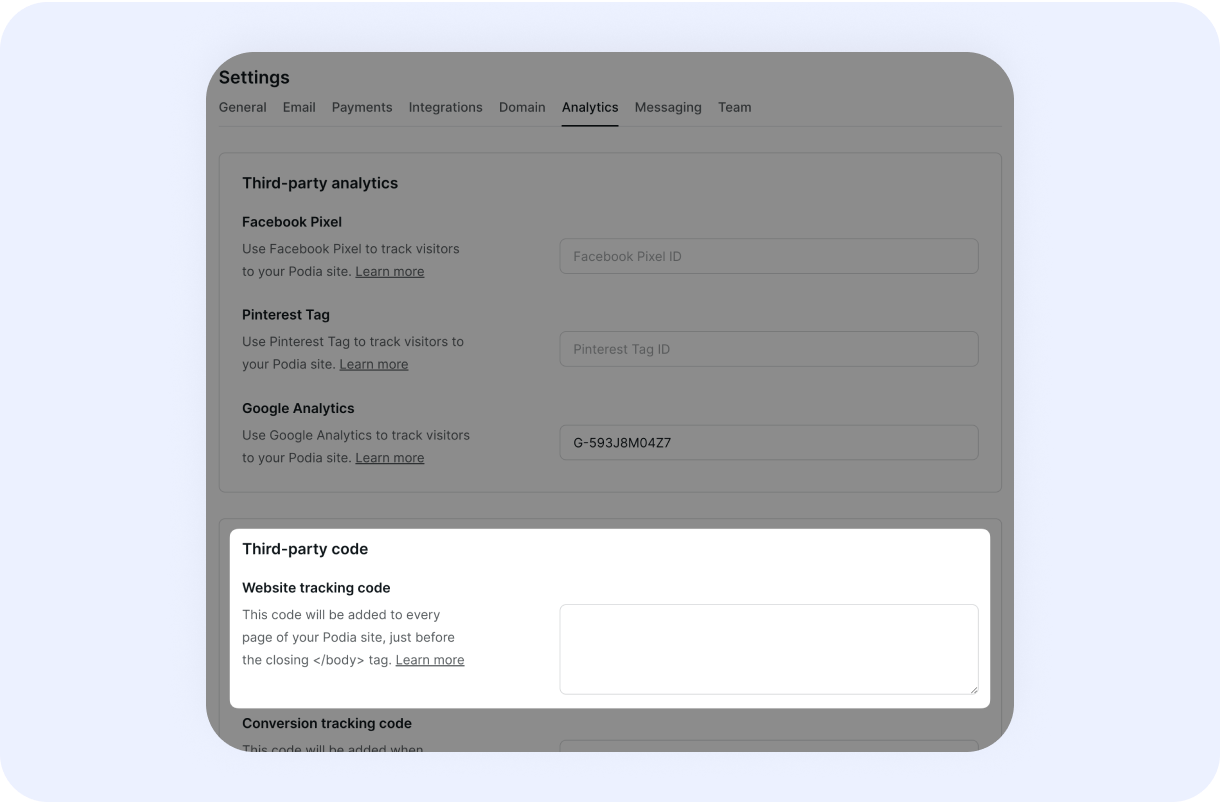 Settings
General Email Payments Integrations Domain Analytics Messaging Team
Third-party analytics
Facebook Pixel
Use Facebook Pixel to track visitors
to your Podia site. Learn more
Facebook Pixel ID
Pinterest Tag
Use Pinterest Tag to track visitors to
your Podia site. Learn more
Pinterest Tag ID
Google Analytics
Use Google Analytics to track visitors
to your Podia site. Learn more
G-593J8M04Z7
Third-party code
Website tracking code
This code will be added to every
page of your Podia site, just before
the closing </body> tag. Learn more
Conversion tracking code
This code will be added when